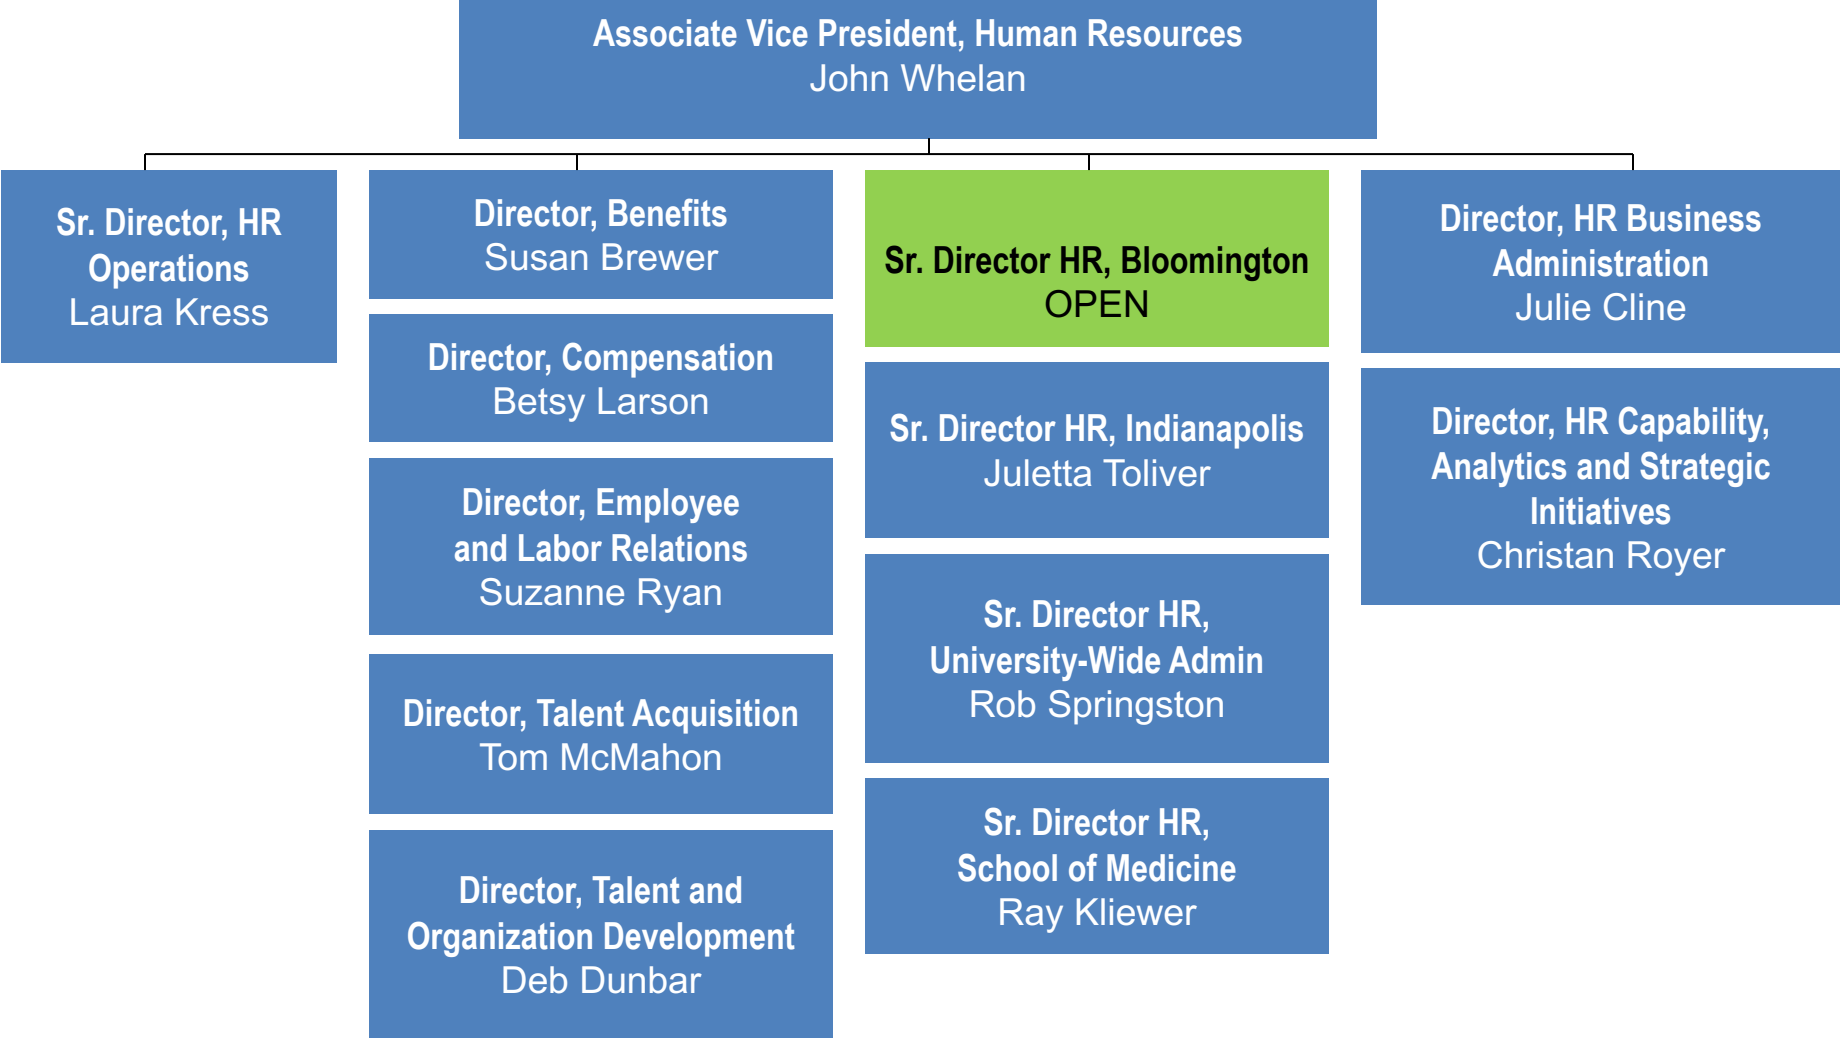 Associate Vice President, Human Resources
John Whelan
Sr. Director, HR
Operations
Laura Kress
Director, Benefits
Susan Brewer
Director, Compensation
Betsy Larson
Director, Employee
and Labor Relations
Suzanne Ryan
Director, Talent Acquisition
Tom McMahon
Director, Talent and
Organization Development
Deb Dunbar
Sr. Director HR, Bloomington
OPEN
Sr. Director HR, Indianapolis
Juletta Toliver
Sr. Director HR,
University-Wide Admin
Rob Springston
Sr. Director HR,
School of Medicine
Ray Kliewer
Director, HR Business
Administration
Julie Cline
Director, HR Capability,
Analytics and Strategic
Initiatives
Christan Royer